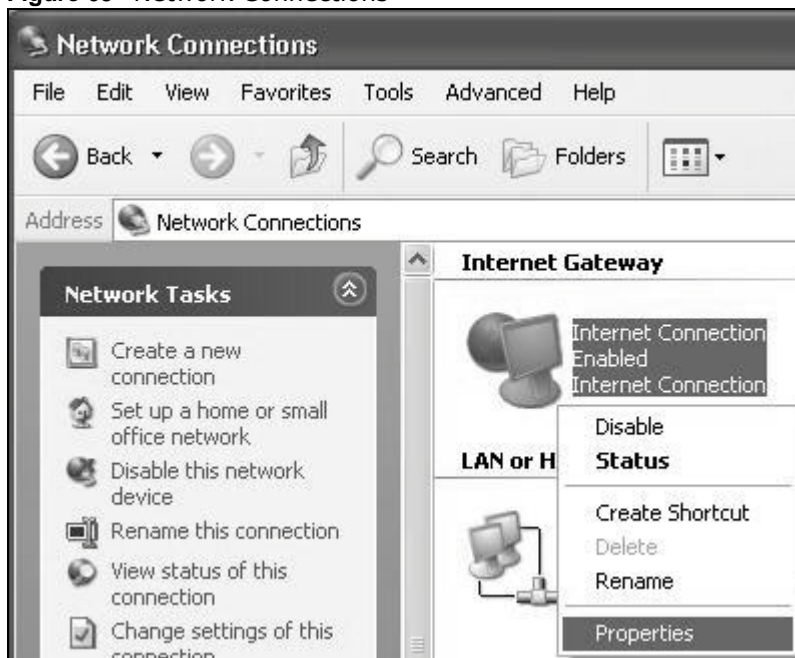 Network Connections
File Edit View Favorites Tools Advanced Help
Back Search Folders
Address Network Connections
Network Tasks
Create a new
connection
Set up a home or small
office network
Disable this network
device
Rename this connection
View status of this
connection
Change settings of this
Internet Gateway
Internet Connection
Enabled
Internet Connection
LAN or H
Disable
Status
Create Shortcut
Delete
Rename
Properties